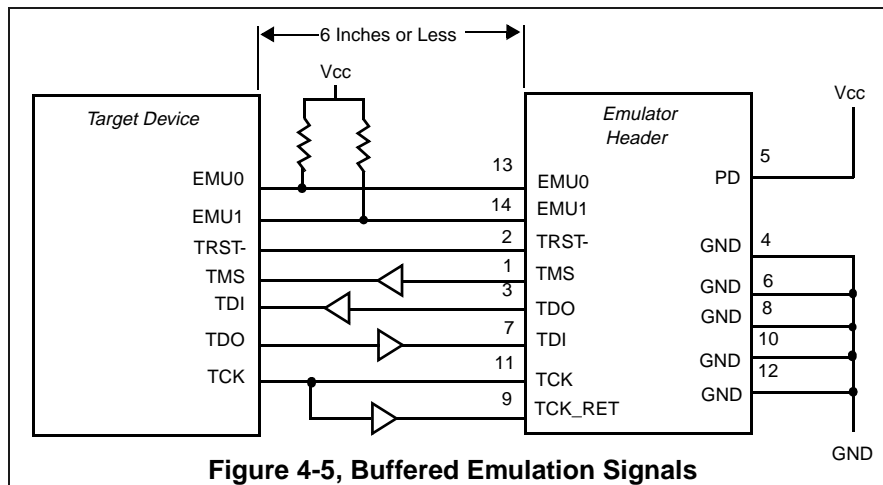 6 Inches or Less
Vcc
Vcc
Target Device
Emulator
Header
EMU0
13
EMU0
5
PD
EMU1
14
EMU1
TRST-
2
TRST-
GND
4
TMS
1
TMS
GND
6
TDI
3
TDO
GND
8
TDO
7
TDI
GND
10
TCK
11
TCK
GND
12
9
TCK_RET
GND
Figure 4-5, Buffered Emulation Signals